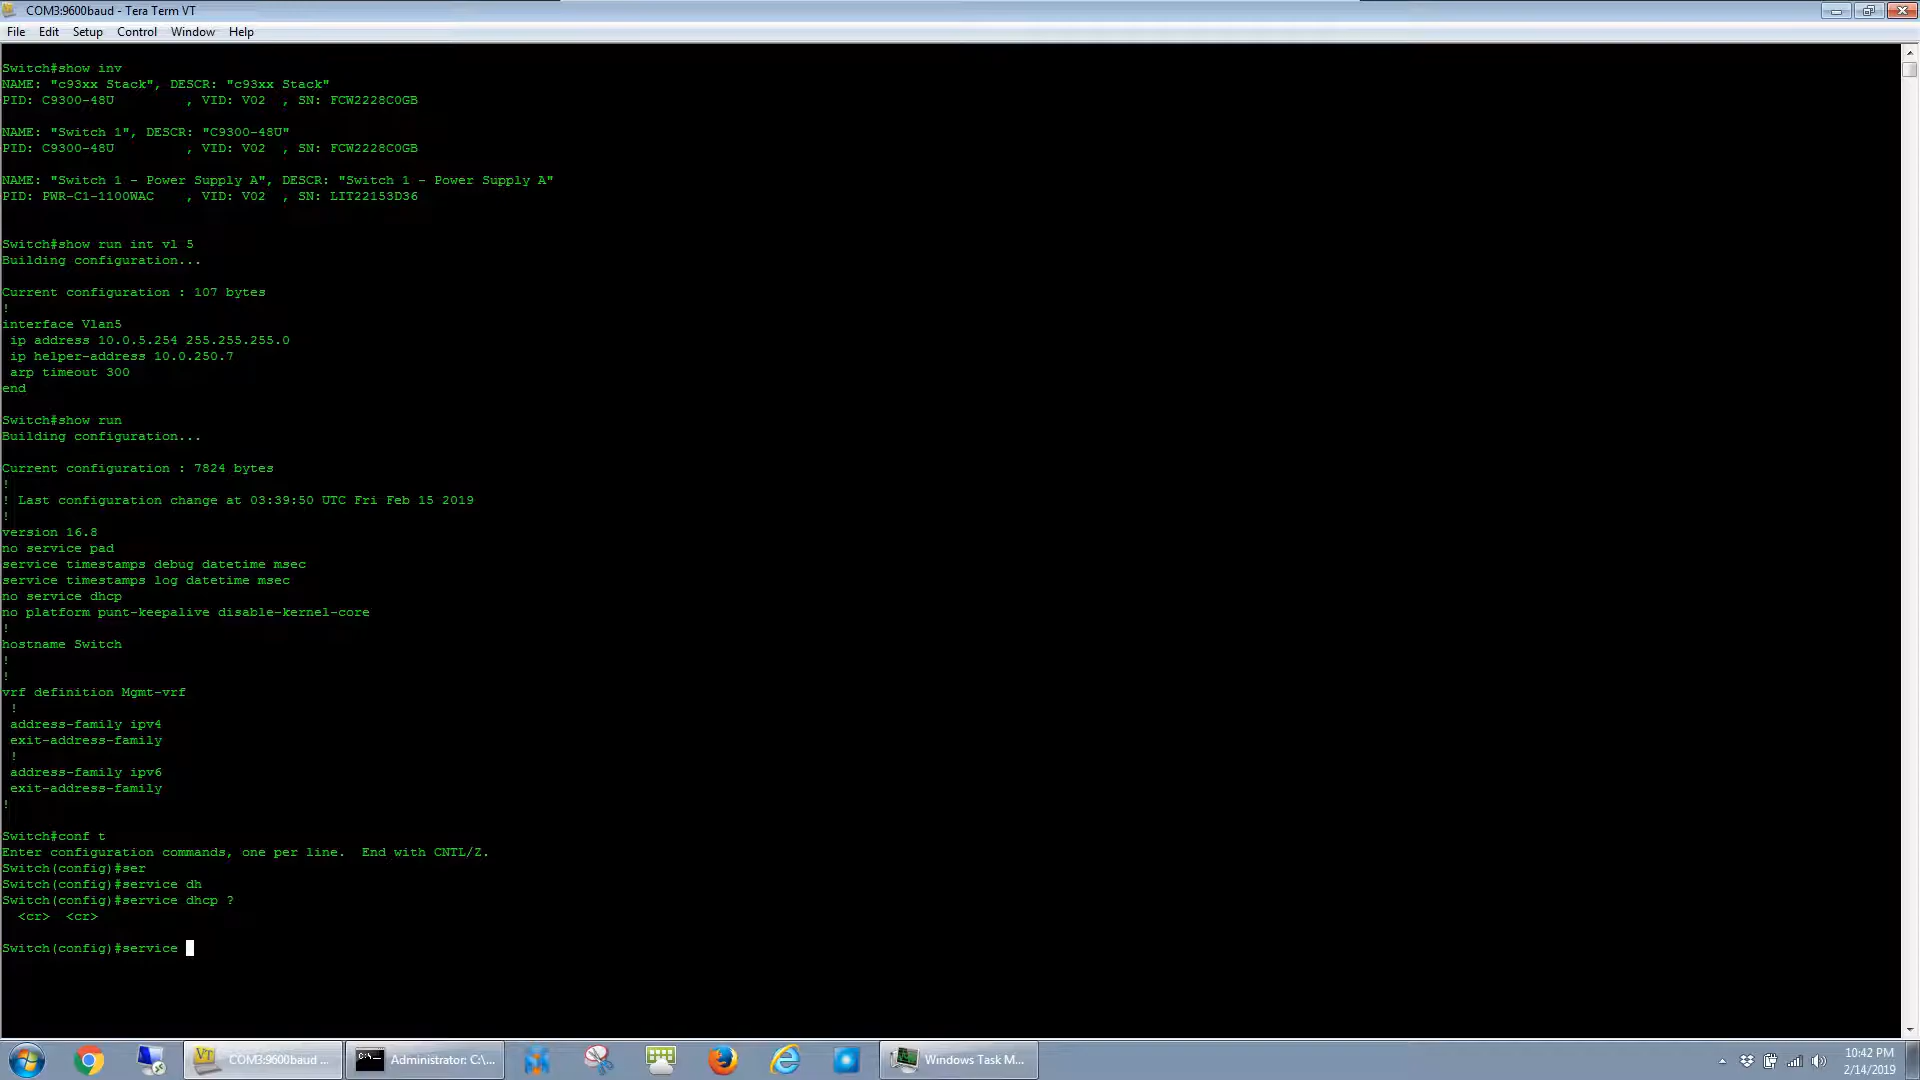 COM3:9600baud - Tera Term VT
File Edit Setup Control Window Help
Switch#show inv
NAME: "c93xx Stack", DESCR: "c93xx Stack"
PID: C9300-48U         , VID: V02  , SN: FCW2228C0GB
NAME: "Switch 1", DESCR: "C9300-48U"
PID: C9300-48U         , VID: V02  , SN: FCW2228C0GB
NAME: "Switch 1 - Power Supply A", DESCR: "Switch 1 - Power Supply A"
PID: PWR-C1-1100WAC    , VID: V02  , SN: LIT22153D36
Switch#show run int vl 5
Building configuration...
Current configuration : 107 bytes
!
interface Vlan5
 ip address 10.0.5.254 255.255.255.0
 ip helper-address 10.0.250.7
 arp timeout 300
end
Switch#show run
Building configuration...
Current configuration : 7824 bytes
!
! Last configuration change at 03:39:50 UTC Fri Feb 15 2019
!
version 16.8
no service pad
service timestamps debug datetime msec
service timestamps log datetime msec
no service dhcp
no platform punt-keepalive disable-kernel-core
!
hostname Switch
!
!
vrf definition Mgmt-vrf
 !
 address-family ipv4
 exit-address-family
 !
 address-family ipv6
 exit-address-family
!
Switch#conf t
Enter configuration commands, one per line.  End with CNTL/Z.
Switch(config)#ser
Switch(config)#service dh
Switch(config)#service dhcp ?
  <cr>  <cr>
Switch(config)#service
COM3:9600baud ...
Administrator: C:\...
Windows Task M...
10:42 PM
2/14/2019